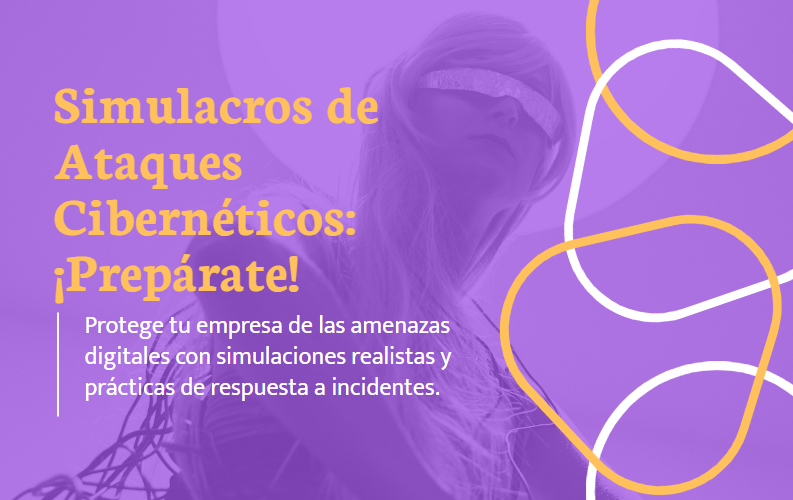 Simulacros de
Ataques
Cibernéticos:
¡Prepárate!
Protege tu empresa de las amenazas
digitales con simulaciones realistas y
prácticas de respuesta a incidentes.